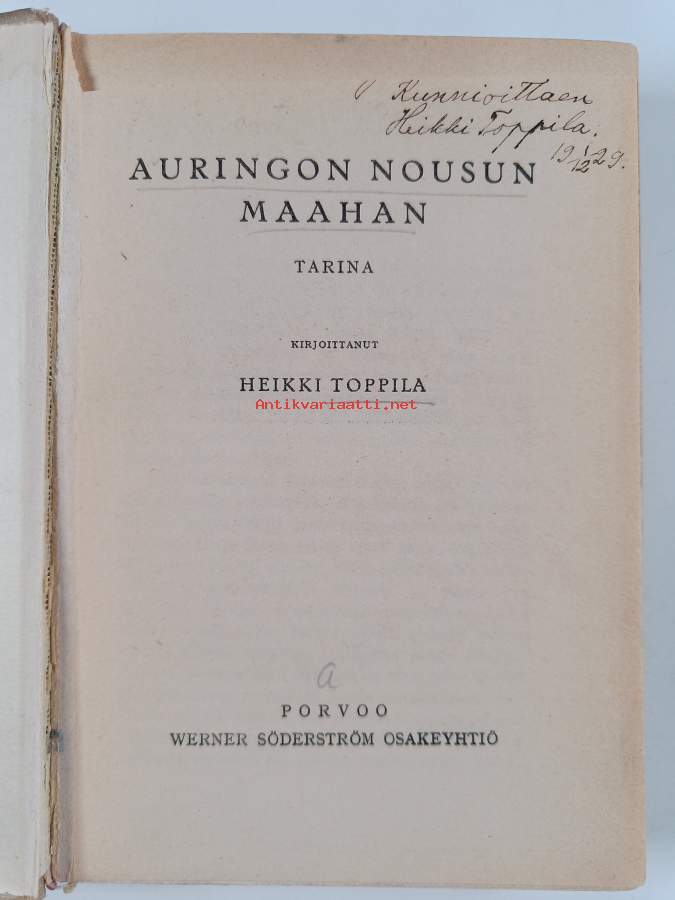 Kunnioittaen
Heikki Toppila.
19 1/12 29.
AURINGON NOUSUN
MAAHAN
TARINA
KIRJOITTANUT
HEIKKI TOPPILA
Antikvariaatti.net
a
PORVOO
WERNER SÖDERSTRÖM OSAKEYHTIÖ